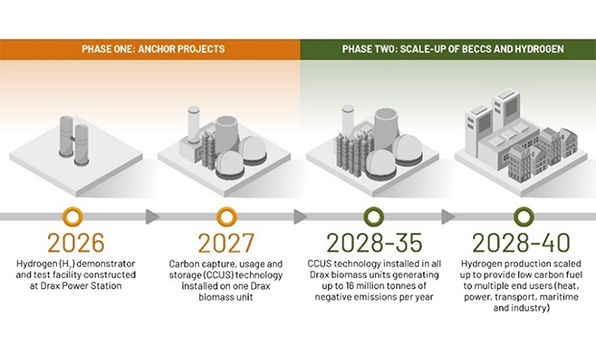 PHASE ONE: ANCHOR PROJECTS
PHASE TWO: SCALE-UP OF BECCS AND HYDROGEN
2026
Hydrogen (H₂) demonstrator
and test facility constructed
at Drax Power Station
2027
Carbon capture, usage and
storage (CCUS) technology
installed on one Drax
biomass unit
2028-35
CCUS technology installed in all
Drax biomass units generating
up to 16 million tonnes of
negative emissions per year
2028-40
Hydrogen production scaled
up to provide low carbon fuel
to multiple end users (heat,
power, transport, maritime
and industry)